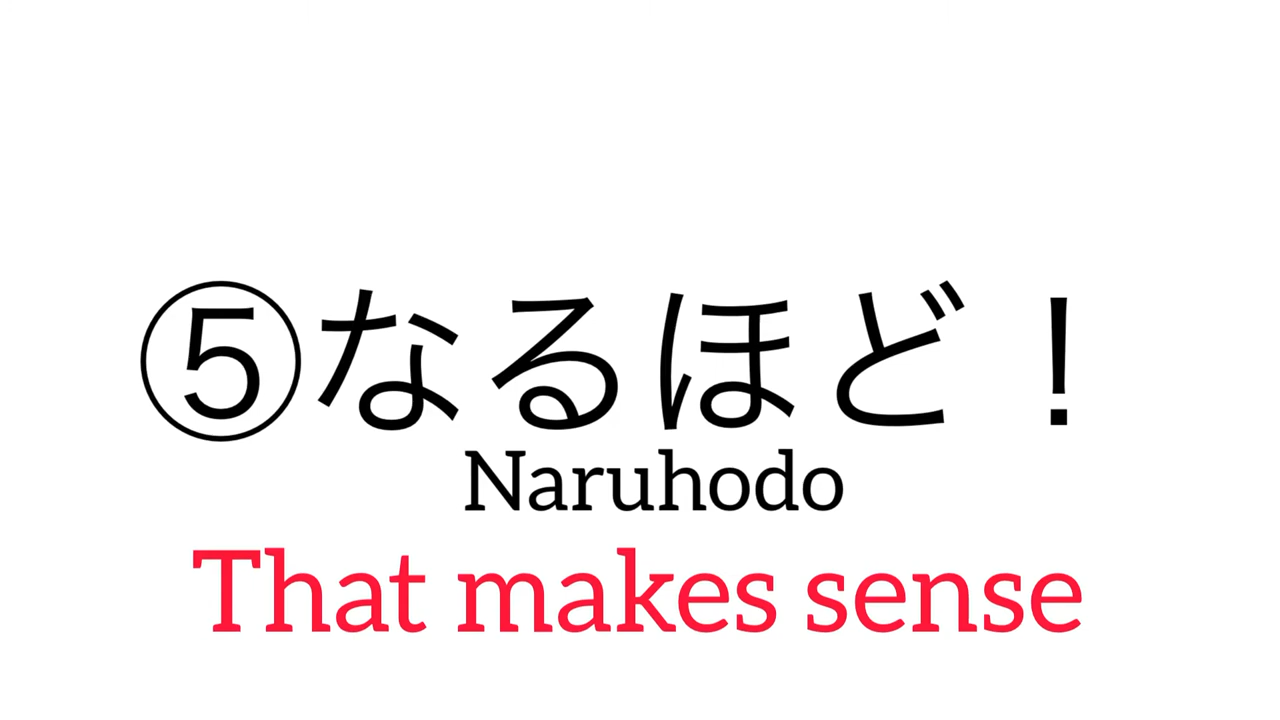 ⑤なるほど！
Naruhodo
That makes sense